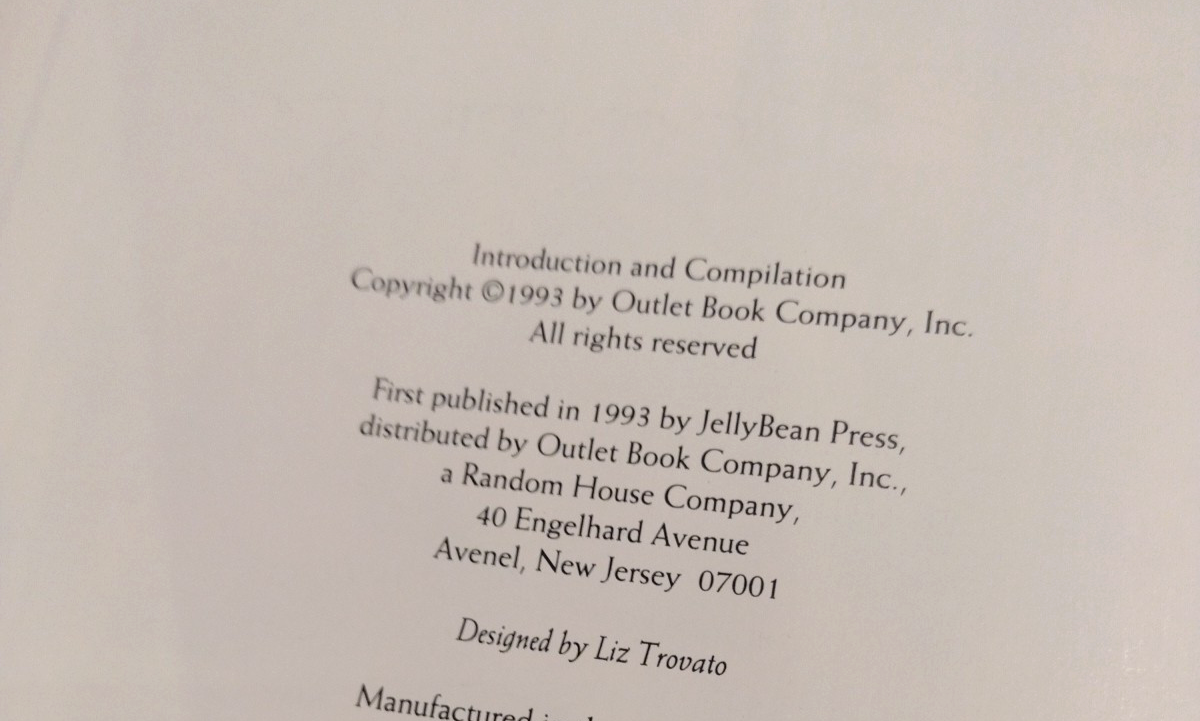 Introduction and Compilation
Copyright ©1993 by Outlet Book Company, Inc.
All rights reserved
First published in 1993 by JellyBean Press,
distributed by Outlet Book Company, Inc.,
a Random House Company,
40 Engelhard Avenue
Avenel, New Jersey 07001
Designed by Liz Trovato
Manufactured